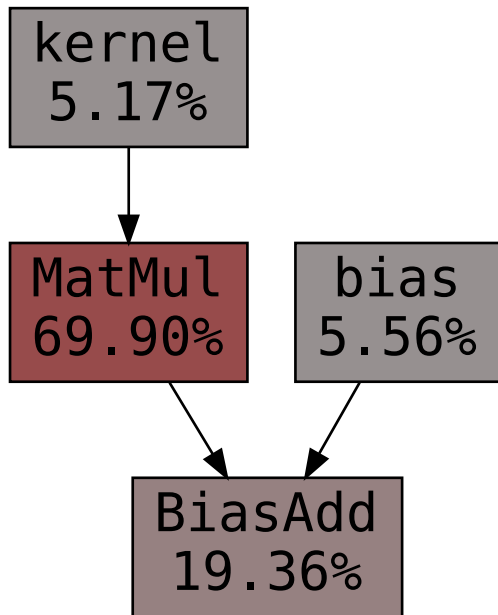 kernel
5.17%
MatMul
69.90%
bias
5.56%
BiasAdd
19.36%